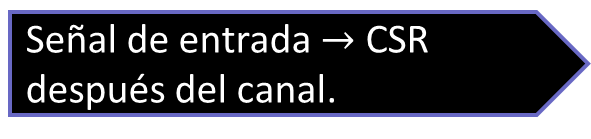 Señal de entrada → CSR
después del canal.